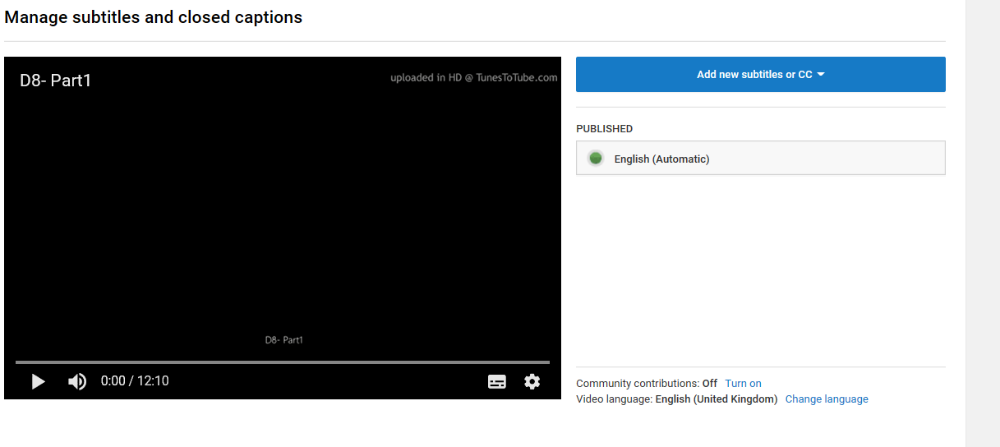 Manage subtitles and closed captions
D8- Part1
uploaded in HD @ TunesToTube.com
D8- Part1
0:00 / 12:10
Add new subtitles or CC
PUBLISHED
English (Automatic)
Community contributions: Off Turn on
Video language: English (United Kingdom) Change language